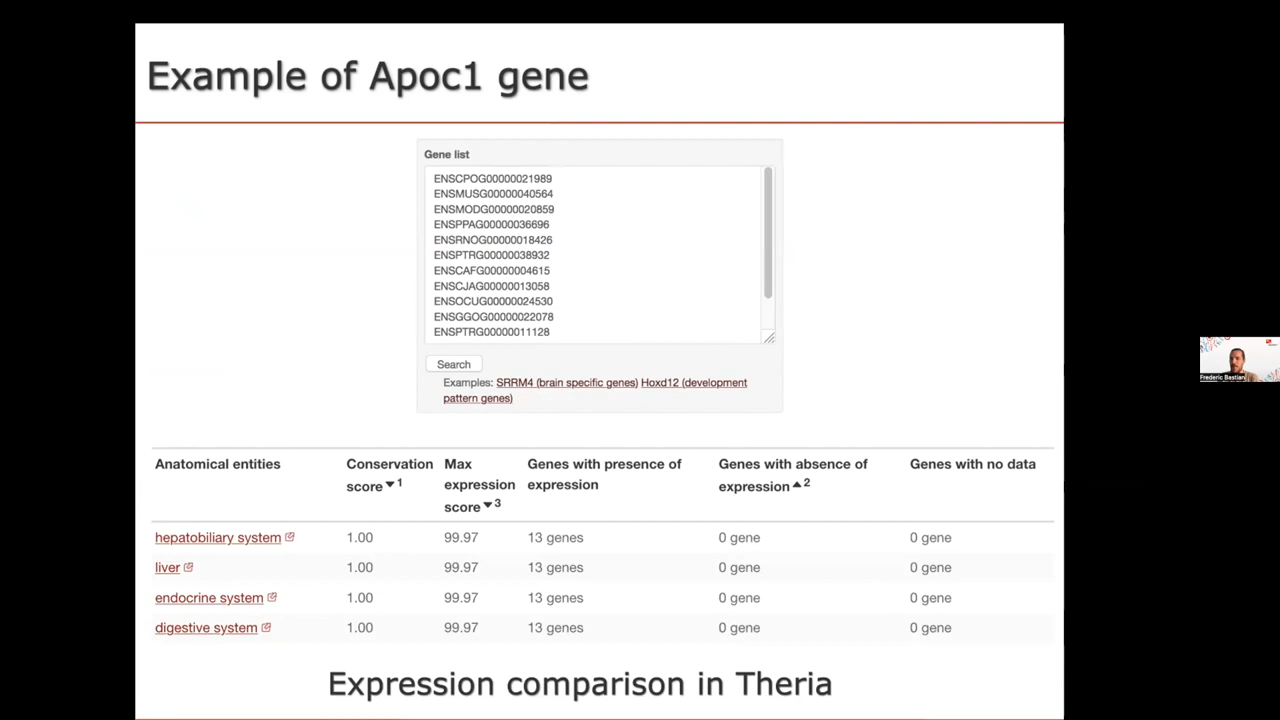 Example of Apoc1 gene
Gene list
ENSCPOG00000021989
ENSMUSG00000040564
ENSMODG00000020859
ENSPPAG00000036696
ENSRNOG00000018426
ENSPTRG00000038932
ENSCAFG00000004615
ENSCJAG00000013058
ENSOCUG00000024530
ENSGGOG00000022078
ENSPTRG00000011128
Search
Examples: SRRM4 (brain specific genes) Hoxd12 (development
pattern genes)
Anatomical entities Conservation score 1 Max expression score 3 Genes with presence of expression Genes with absence of expression 2 Genes with no data
hepatobiliary system 1.00 99.97 13 genes 0 gene 0 gene
liver 1.00 99.97 13 genes 0 gene 0 gene
endocrine system 1.00 99.97 13 genes 0 gene 0 gene
digestive system 1.00 99.97 13 genes 0 gene 0 gene
Expression comparison in Theria
Frederic Bastian